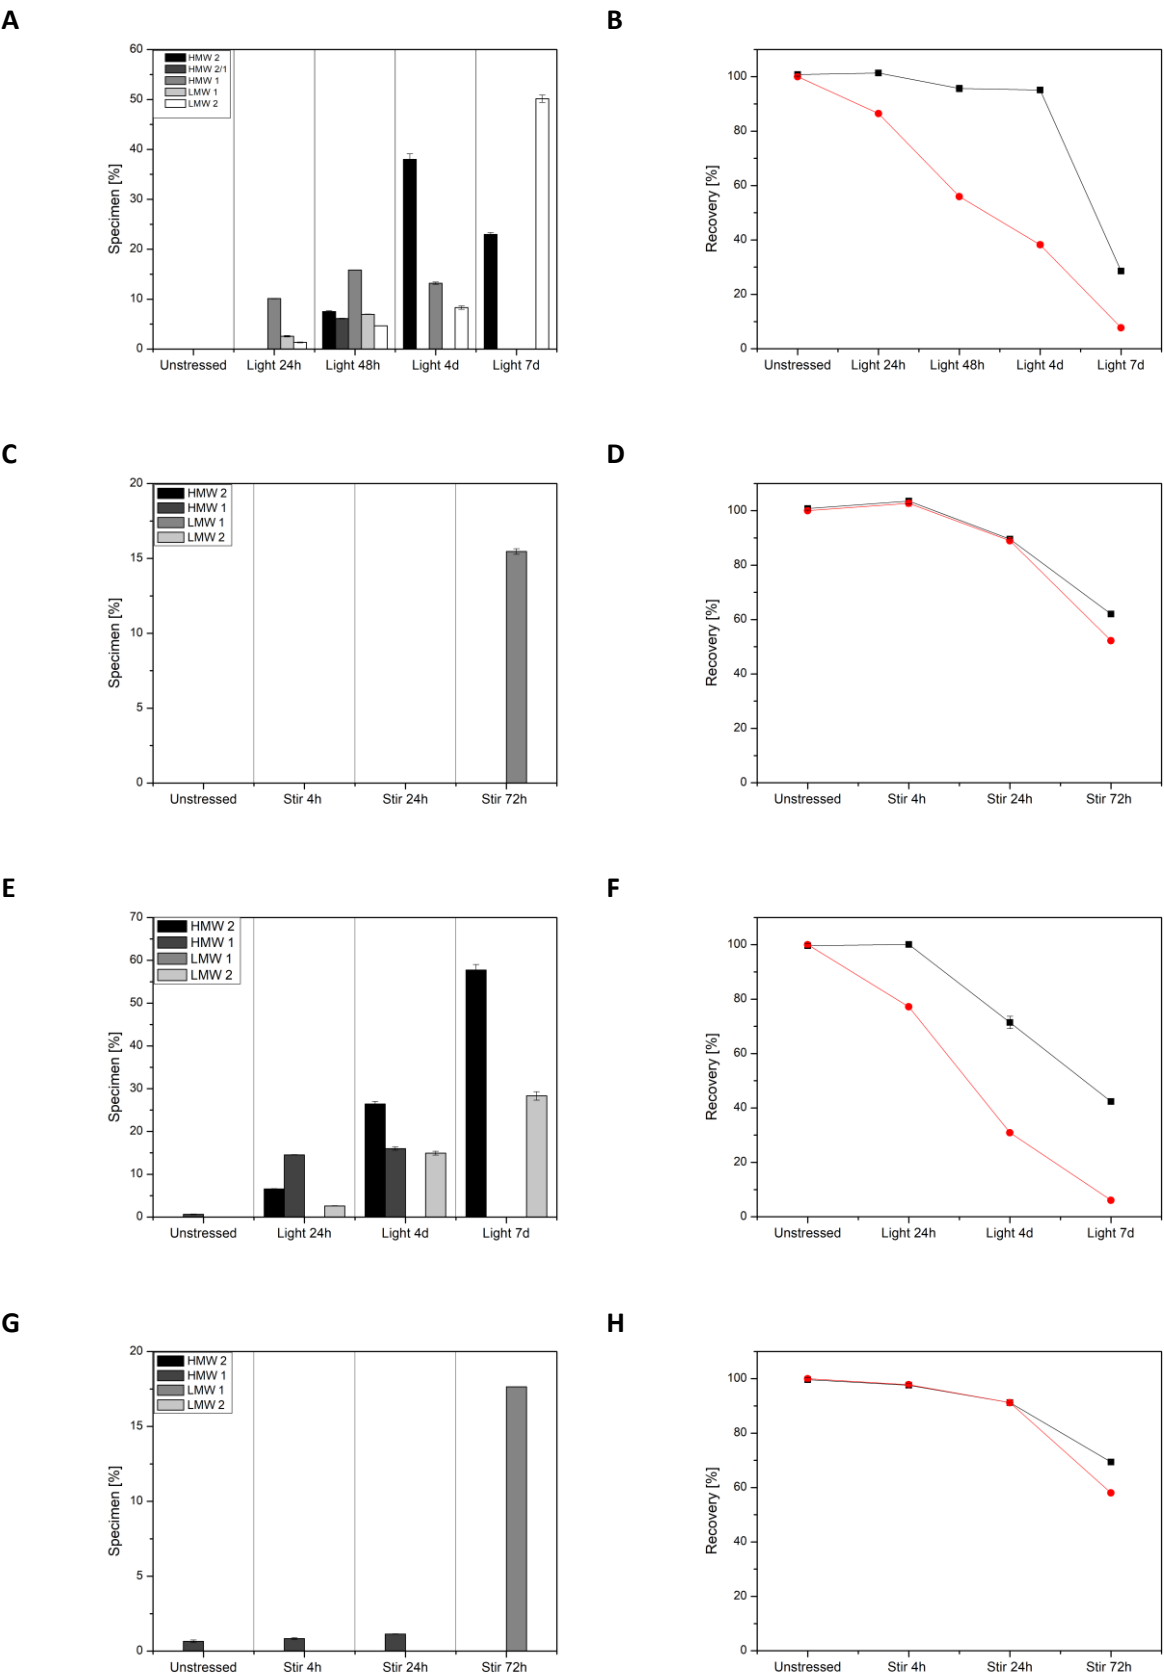 A
B
60
50
40
30
20
10
0
Specimen [%]
HMW 2
HMW 2/1
HMW 1
LMW 1
LMW 2
Unstressed Light 24h Light 48h Light 4d Light 7d
100
80
60
40
20
0
Recovery [%]
Unstressed Light 24h Light 48h Light 4d Light 7d
C
D
20
15
10
5
0
Specimen [%]
HMW 2
HMW 1
LMW 1
LMW 2
Unstressed Stir 4h Stir 24h Stir 72h
100
80
60
40
20
0
Recovery [%]
Unstressed Stir 4h Stir 24h Stir 72h
E
F
70
60
50
40
30
20
10
0
Specimen [%]
HMW 2
HMW 1
LMW 1
LMW 2
Unstressed Light 24h Light 4d Light 7d
100
80
60
40
20
0
Recovery [%]
Unstressed Light 24h Light 4d Light 7d
G
H
20
15
10
5
0
Specimen [%]
HMW 2
HMW 1
LMW 1
LMW 2
Unstressed Stir 4h Stir 24h Stir 72h
100
80
60
40
20
0
Recovery [%]
Unstressed Stir 4h Stir 24h Stir 72h